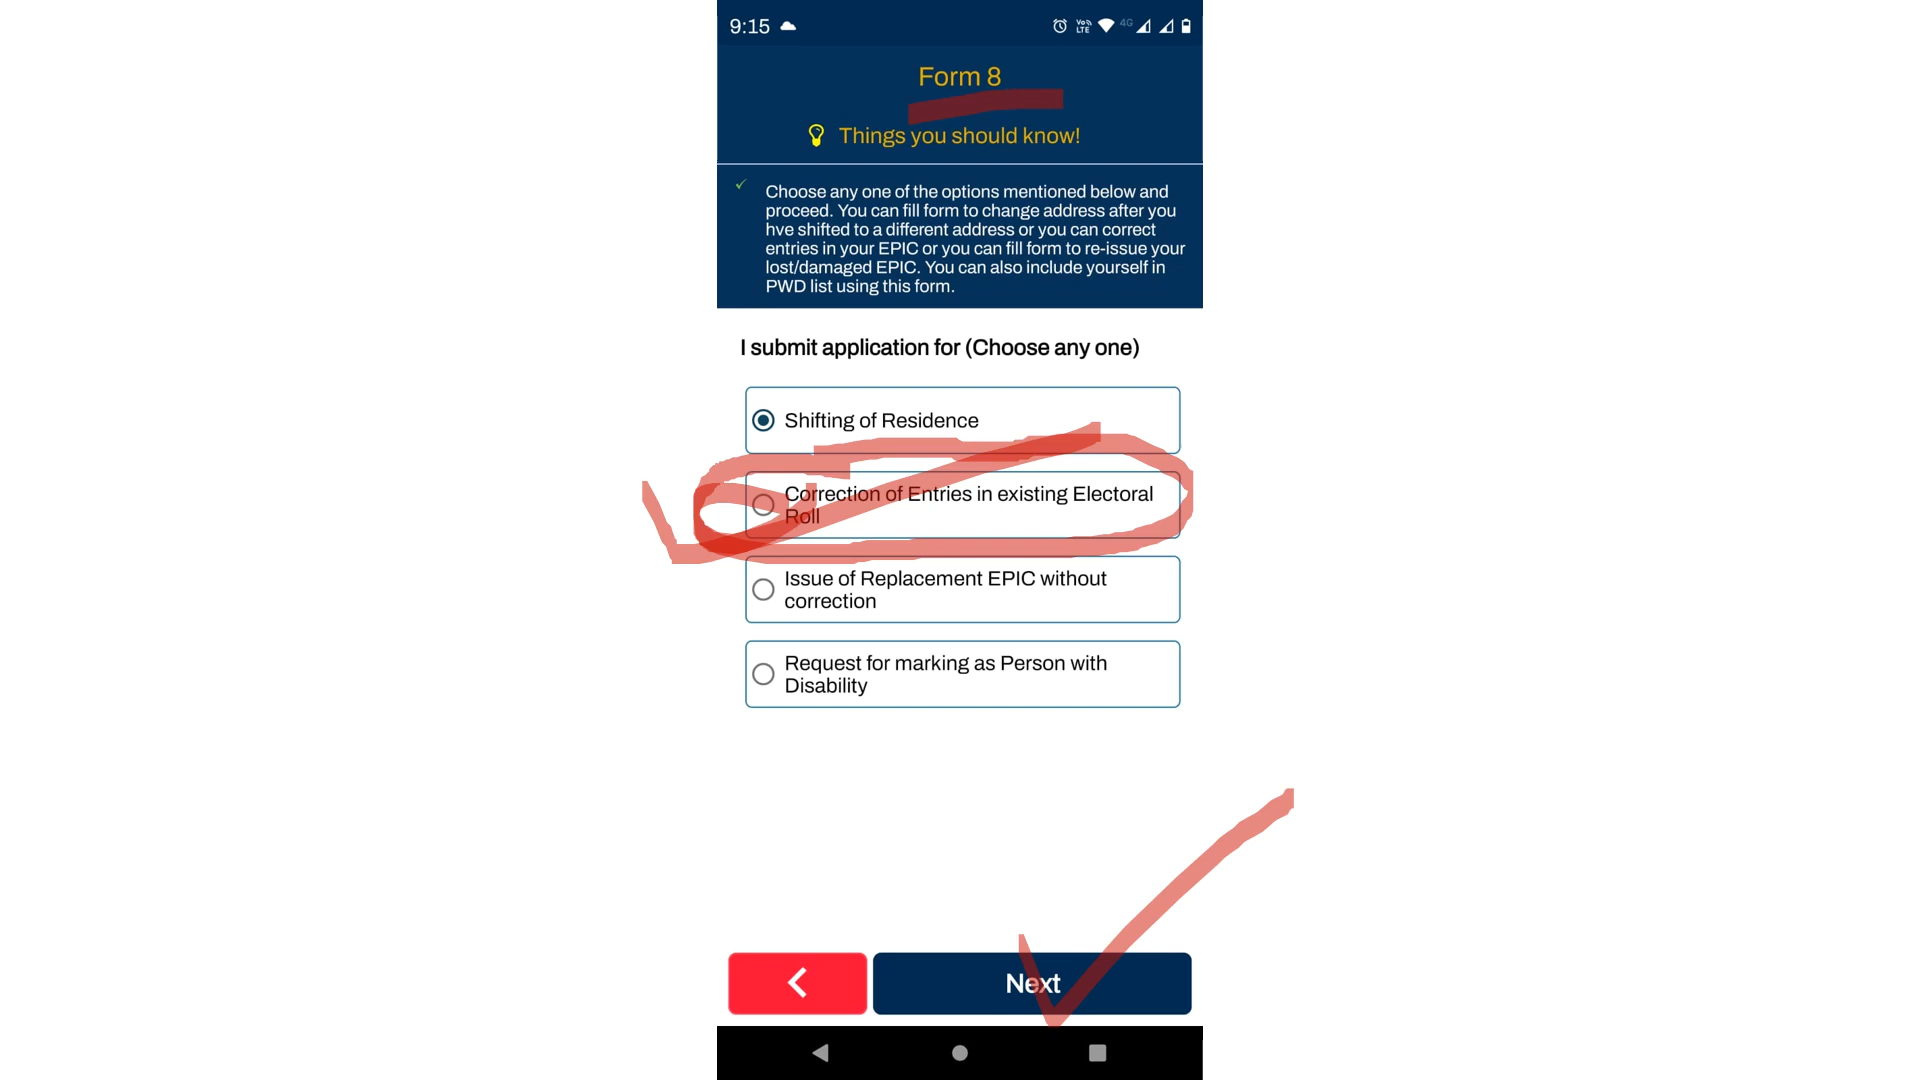 9:15
Vo))
LTE
4G
Form 8
Things you should know!
Choose any one of the options mentioned below and
proceed. You can fill form to change address after you
hve shifted to a different address or you can correct
entries in your EPIC or you can fill form to re-issue your
lost/damaged EPIC. You can also include yourself in
PWD list using this form.
I submit application for (Choose any one)
Shifting of Residence
Correction of Entries in existing Electoral
Roll
Issue of Replacement EPIC without
correction
Request for marking as Person with
Disability
Next